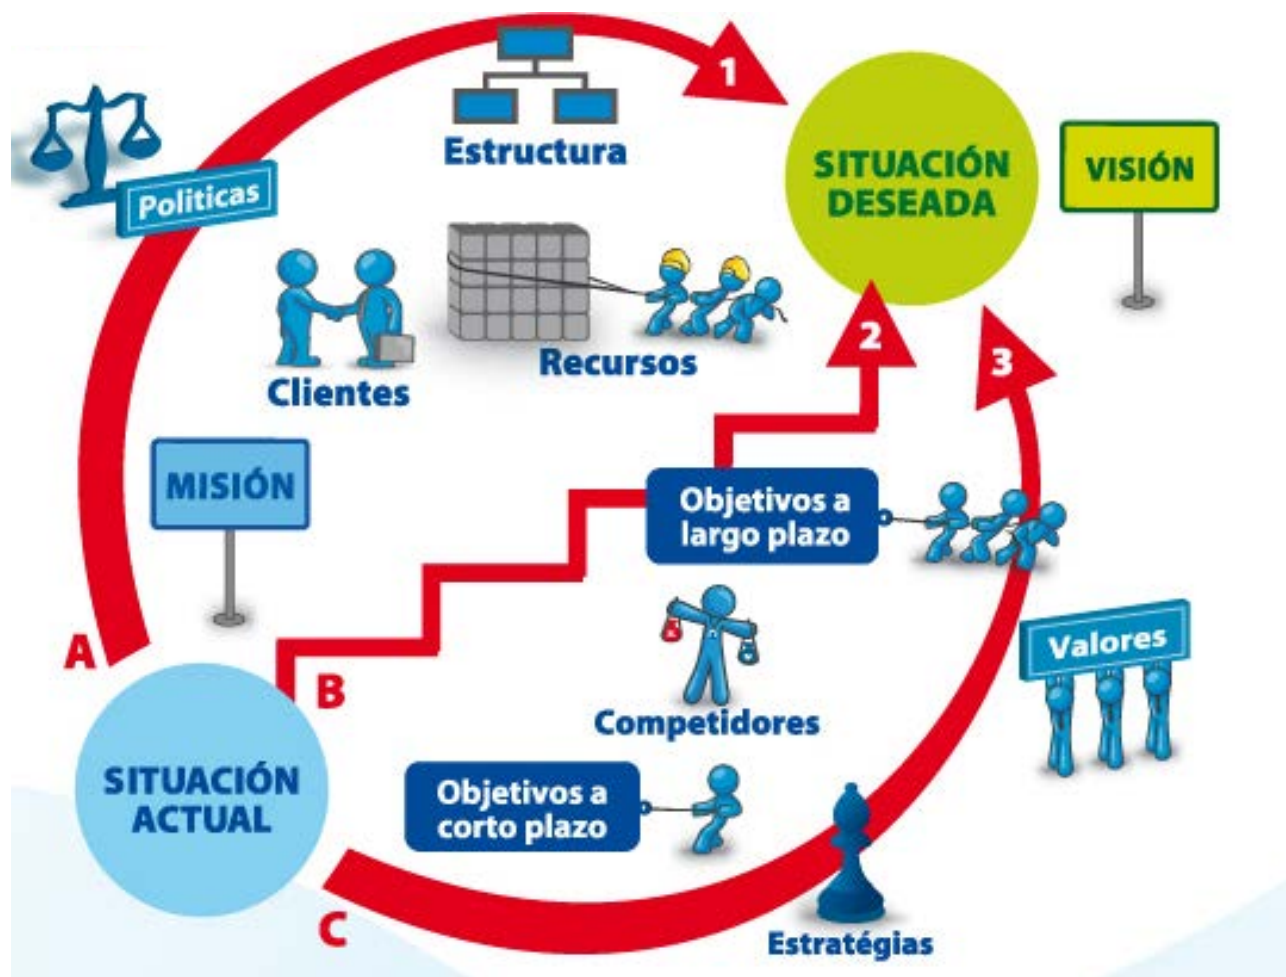 1
Estructura
Politicas
SITUACIÓN
DESEADA
VISIÓN
Clientes
Recursos
2
3
MISIÓN
Objetivos a
largo plazo
A
B
Valores
Competidores
SITUACIÓN
ACTUAL
Objetivos a
corto plazo
C
Estratégias